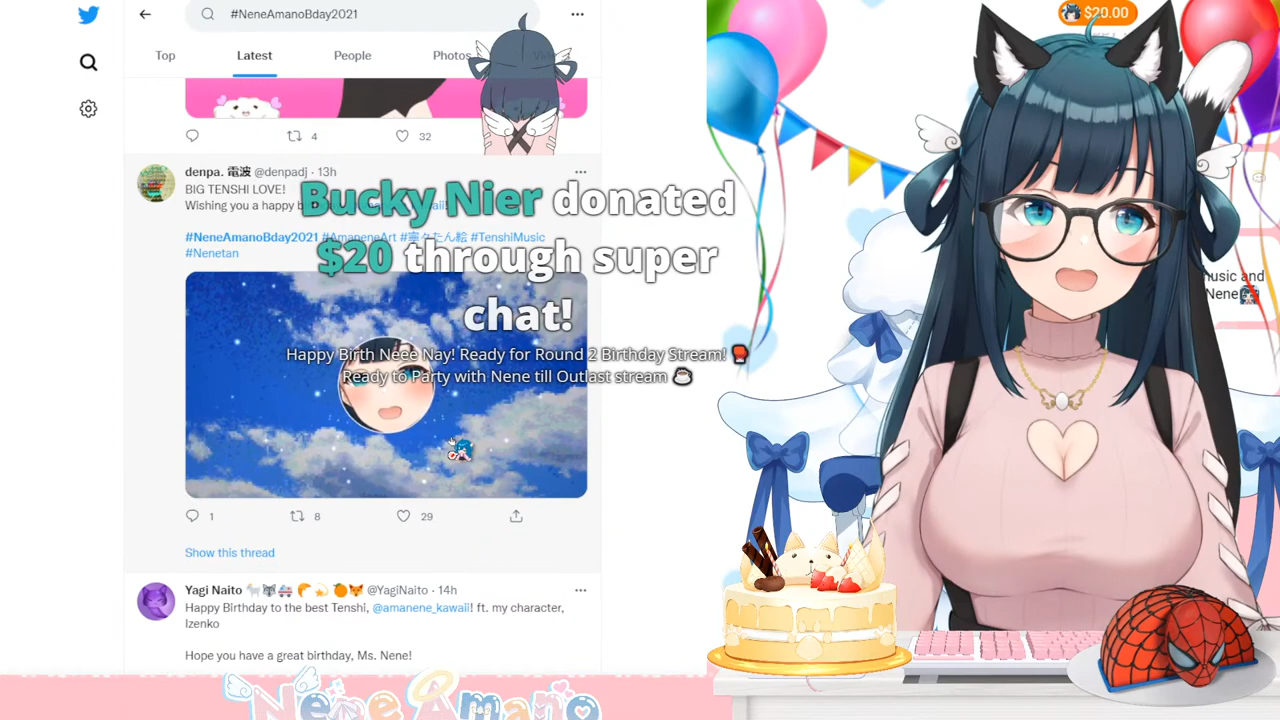 #NeneAmanoBday2021
Top Latest People Photos
4 32
denpa. 電波 @denpadj · 13h
BIG TENSHI LOVE!
Wishing you a happy
#NeneAmanoBday2021 #AmaneneArt #寧々たん絵 #TenshiMusic
#Nenetan
Bucky Nier donated
$20 through super
chat!
Happy Birth Neee Nay! Ready for Round 2 Birthday Stream!
Ready to Party with Nene till Outlast stream
1 8 29
Show this thread
Yagi Naito @YagiNaito · 14h
Happy Birthday to the best Tenshi, @amanene_kawaii! ft. my character,
Izenko
Hope you have a great birthday, Ms. Nene!
Nene Amano
$20.00
music and
Nene